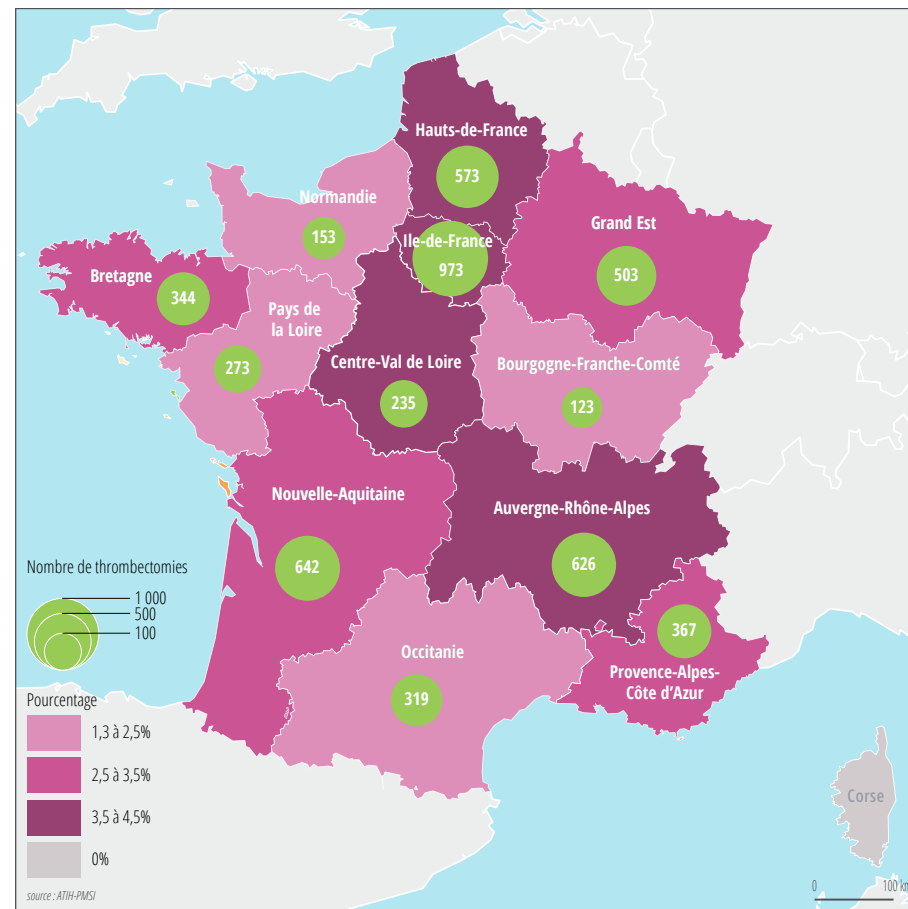 Hauts-de-France
573
Normandie
153
Ile-de-France
973
Grand Est
503
Bretagne
344
Pays de
la Loire
273
Centre-Val de Loire
235
Bourgogne-Franche-Comté
123
Nouvelle-Aquitaine
642
Auvergne-Rhône-Alpes
626
367
Provence-Alpes-
Côte d’Azur
Occitanie
319
Corse
Nombre de thrombectomies
1 000
500
100
Pourcentage
1,3 à 2,5%
2,5 à 3,5%
3,5 à 4,5%
0%
source : ATIH-PMSI
0 100 km